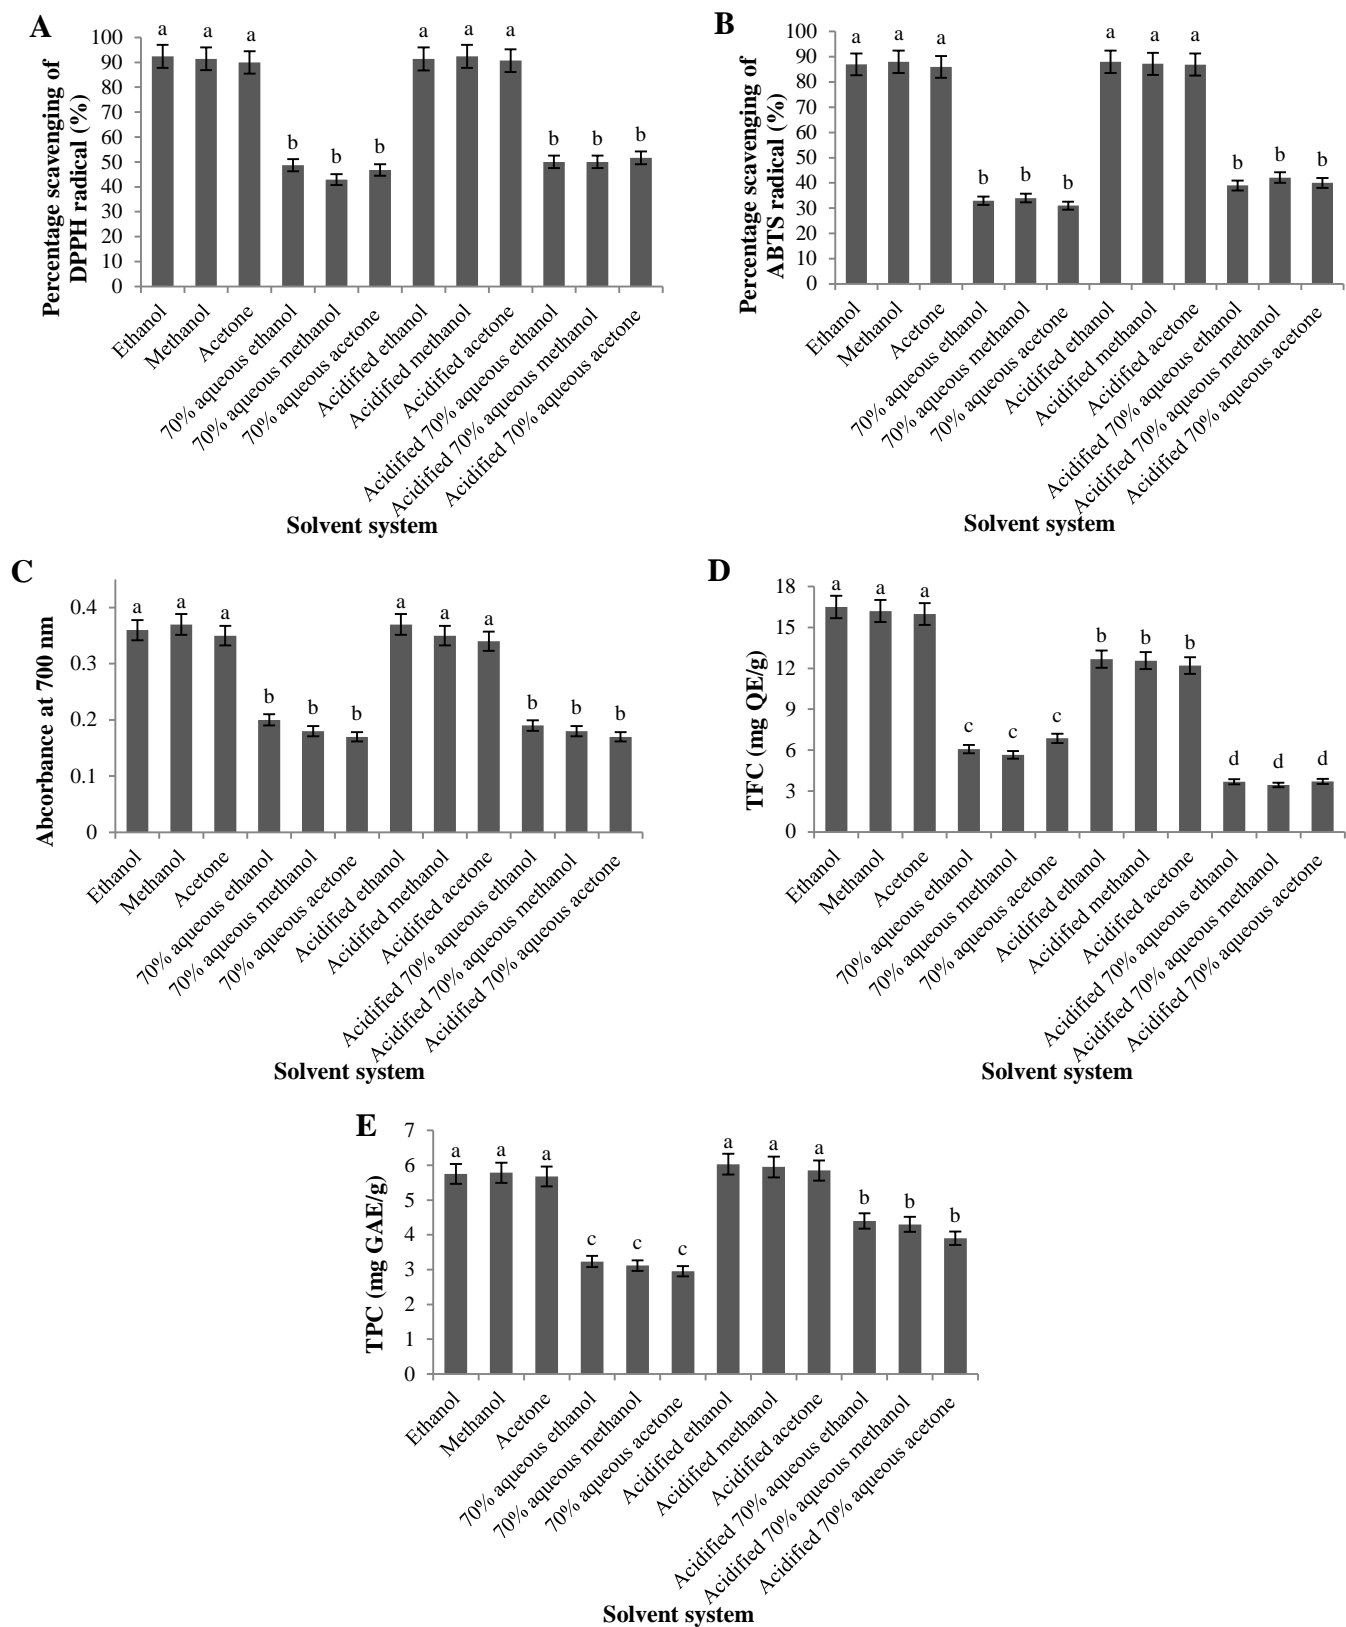 A
Percentage scavenging of
DPPH radical (%)
100
90
80
70
60
50
40
30
20
10
0
a
a
a
b
b
b
a
a
a
b
b
b
Ethanol
Methanol
Acetone
70% aqueous ethanol
70% aqueous methanol
70% aqueous acetone
Acidified ethanol
Acidified methanol
Acidified acetone
Acidified 70% aqueous ethanol
Acidified 70% aqueous methanol
Acidified 70% aqueous acetone
Solvent system
B
Percentage scavenging of
ABTS radical (%)
100
90
80
70
60
50
40
30
20
10
0
a
a
a
b
b
b
a
a
a
b
b
b
Ethanol
Methanol
Acetone
70% aqueous ethanol
70% aqueous methanol
70% aqueous acetone
Acidified ethanol
Acidified methanol
Acidified acetone
Acidified 70% aqueous ethanol
Acidified 70% aqueous methanol
Acidified 70% aqueous acetone
Solvent system
C
Abcorbance at 700 nm
0.4
0.3
0.2
0.1
0
a
a
a
b
b
b
a
a
a
b
b
b
Ethanol
Methanol
Acetone
70% aqueous ethanol
70% aqueous methanol
70% aqueous acetone
Acidified ethanol
Acidified methanol
Acidified acetone
Acidified 70% aqueous ethanol
Acidified 70% aqueous methanol
Acidified 70% aqueous acetone
Solvent system
D
TFC (mg QE/g)
18
15
12
9
6
3
0
a
a
a
c
c
c
b
b
b
d
d
d
Ethanol
Methanol
Acetone
70% aqueous ethanol
70% aqueous methanol
70% aqueous acetone
Acidified ethanol
Acidified methanol
Acidified acetone
Acidified 70% aqueous ethanol
Acidified 70% aqueous methanol
Acidified 70% aqueous acetone
Solvent system
E
TPC (mg GAE/g)
7
6
5
4
3
2
1
0
a
a
a
c
c
c
a
a
a
b
b
b
Ethanol
Methanol
Acetone
70% aqueous ethanol
70% aqueous methanol
70% aqueous acetone
Acidified ethanol
Acidified methanol
Acidified acetone
Acidified 70% aqueous ethanol
Acidified 70% aqueous methanol
Acidified 70% aqueous acetone
Solvent system